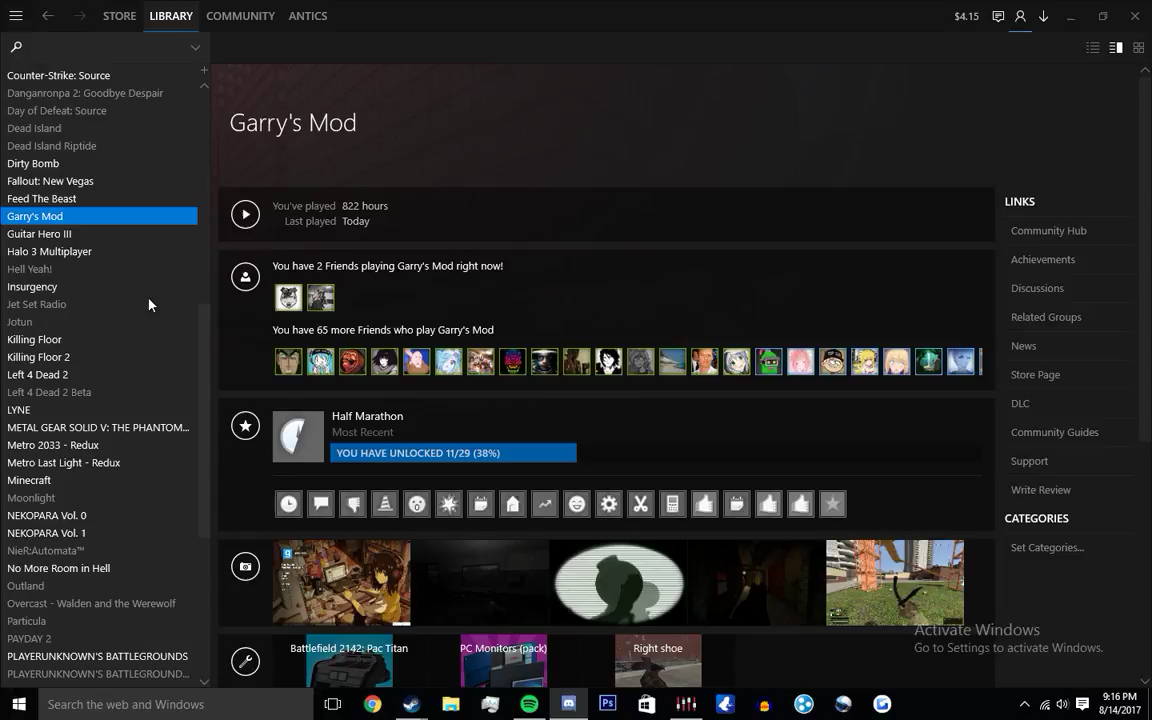 STORE LIBRARY COMMUNITY ANTICS $4.15
Counter-Strike: Source
Danganronpa 2: Goodbye Despair
Day of Defeat: Source
Dead Island
Dead Island Riptide
Dirty Bomb
Fallout: New Vegas
Feed The Beast
Garry's Mod
Guitar Hero III
Halo 3 Multiplayer
Hell Yeah!
Insurgency
Jet Set Radio
Jotun
Killing Floor
Killing Floor 2
Left 4 Dead 2
Left 4 Dead 2 Beta
LYNE
METAL GEAR SOLID V: THE PHANTOM...
Metro 2033 - Redux
Metro Last Light - Redux
Minecraft
Moonlight
NEKOPARA Vol. 0
NEKOPARA Vol. 1
NieR:Automata™
No More Room in Hell
Outland
Overcast - Walden and the Werewolf
Particula
PAYDAY 2
PLAYERUNKNOWN'S BATTLEGROUNDS
PLAYERUNKNOWN'S BATTLEGROUND...
Garry's Mod
You've played 822 hours
Last played Today
You have 2 Friends playing Garry's Mod right now!
You have 65 more Friends who play Garry's Mod
Half Marathon
Most Recent
YOU HAVE UNLOCKED 11/29 (38%)
Battlefield 2142: Pac Titan
PC Monitors (pack)
Right shoe
LINKS
Community Hub
Achievements
Discussions
Related Groups
News
Store Page
DLC
Community Guides
Support
Write Review
CATEGORIES
Set Categories...
Activate Windows
Go to Settings to activate Windows.
Search the web and Windows
Ps
9:16 PM
8/14/2017